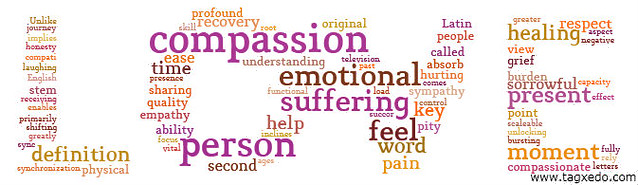 Unlike
journey
implies
honesty
compati
laughing
English
stem
receiving
enables
primarily
shifting
greatly
sync
definition
synchronization physical
profound
skill recovery root original
compassion
ease understanding television
time emotional past
presence
sharing functional load
quality suffering succor
empathy help
ability inclines feel
focus
vital person word
second ages pain
Latin
people
called
absorb
hurting
comes
sympathy
control
key
pity
greater
healing respect
aspect
view negative
grief
burden
sorrowful capacity
present effect
point
scaleable
unlocking
bursting
moment fully
rely
compassionate letters
www.tagxedo.com